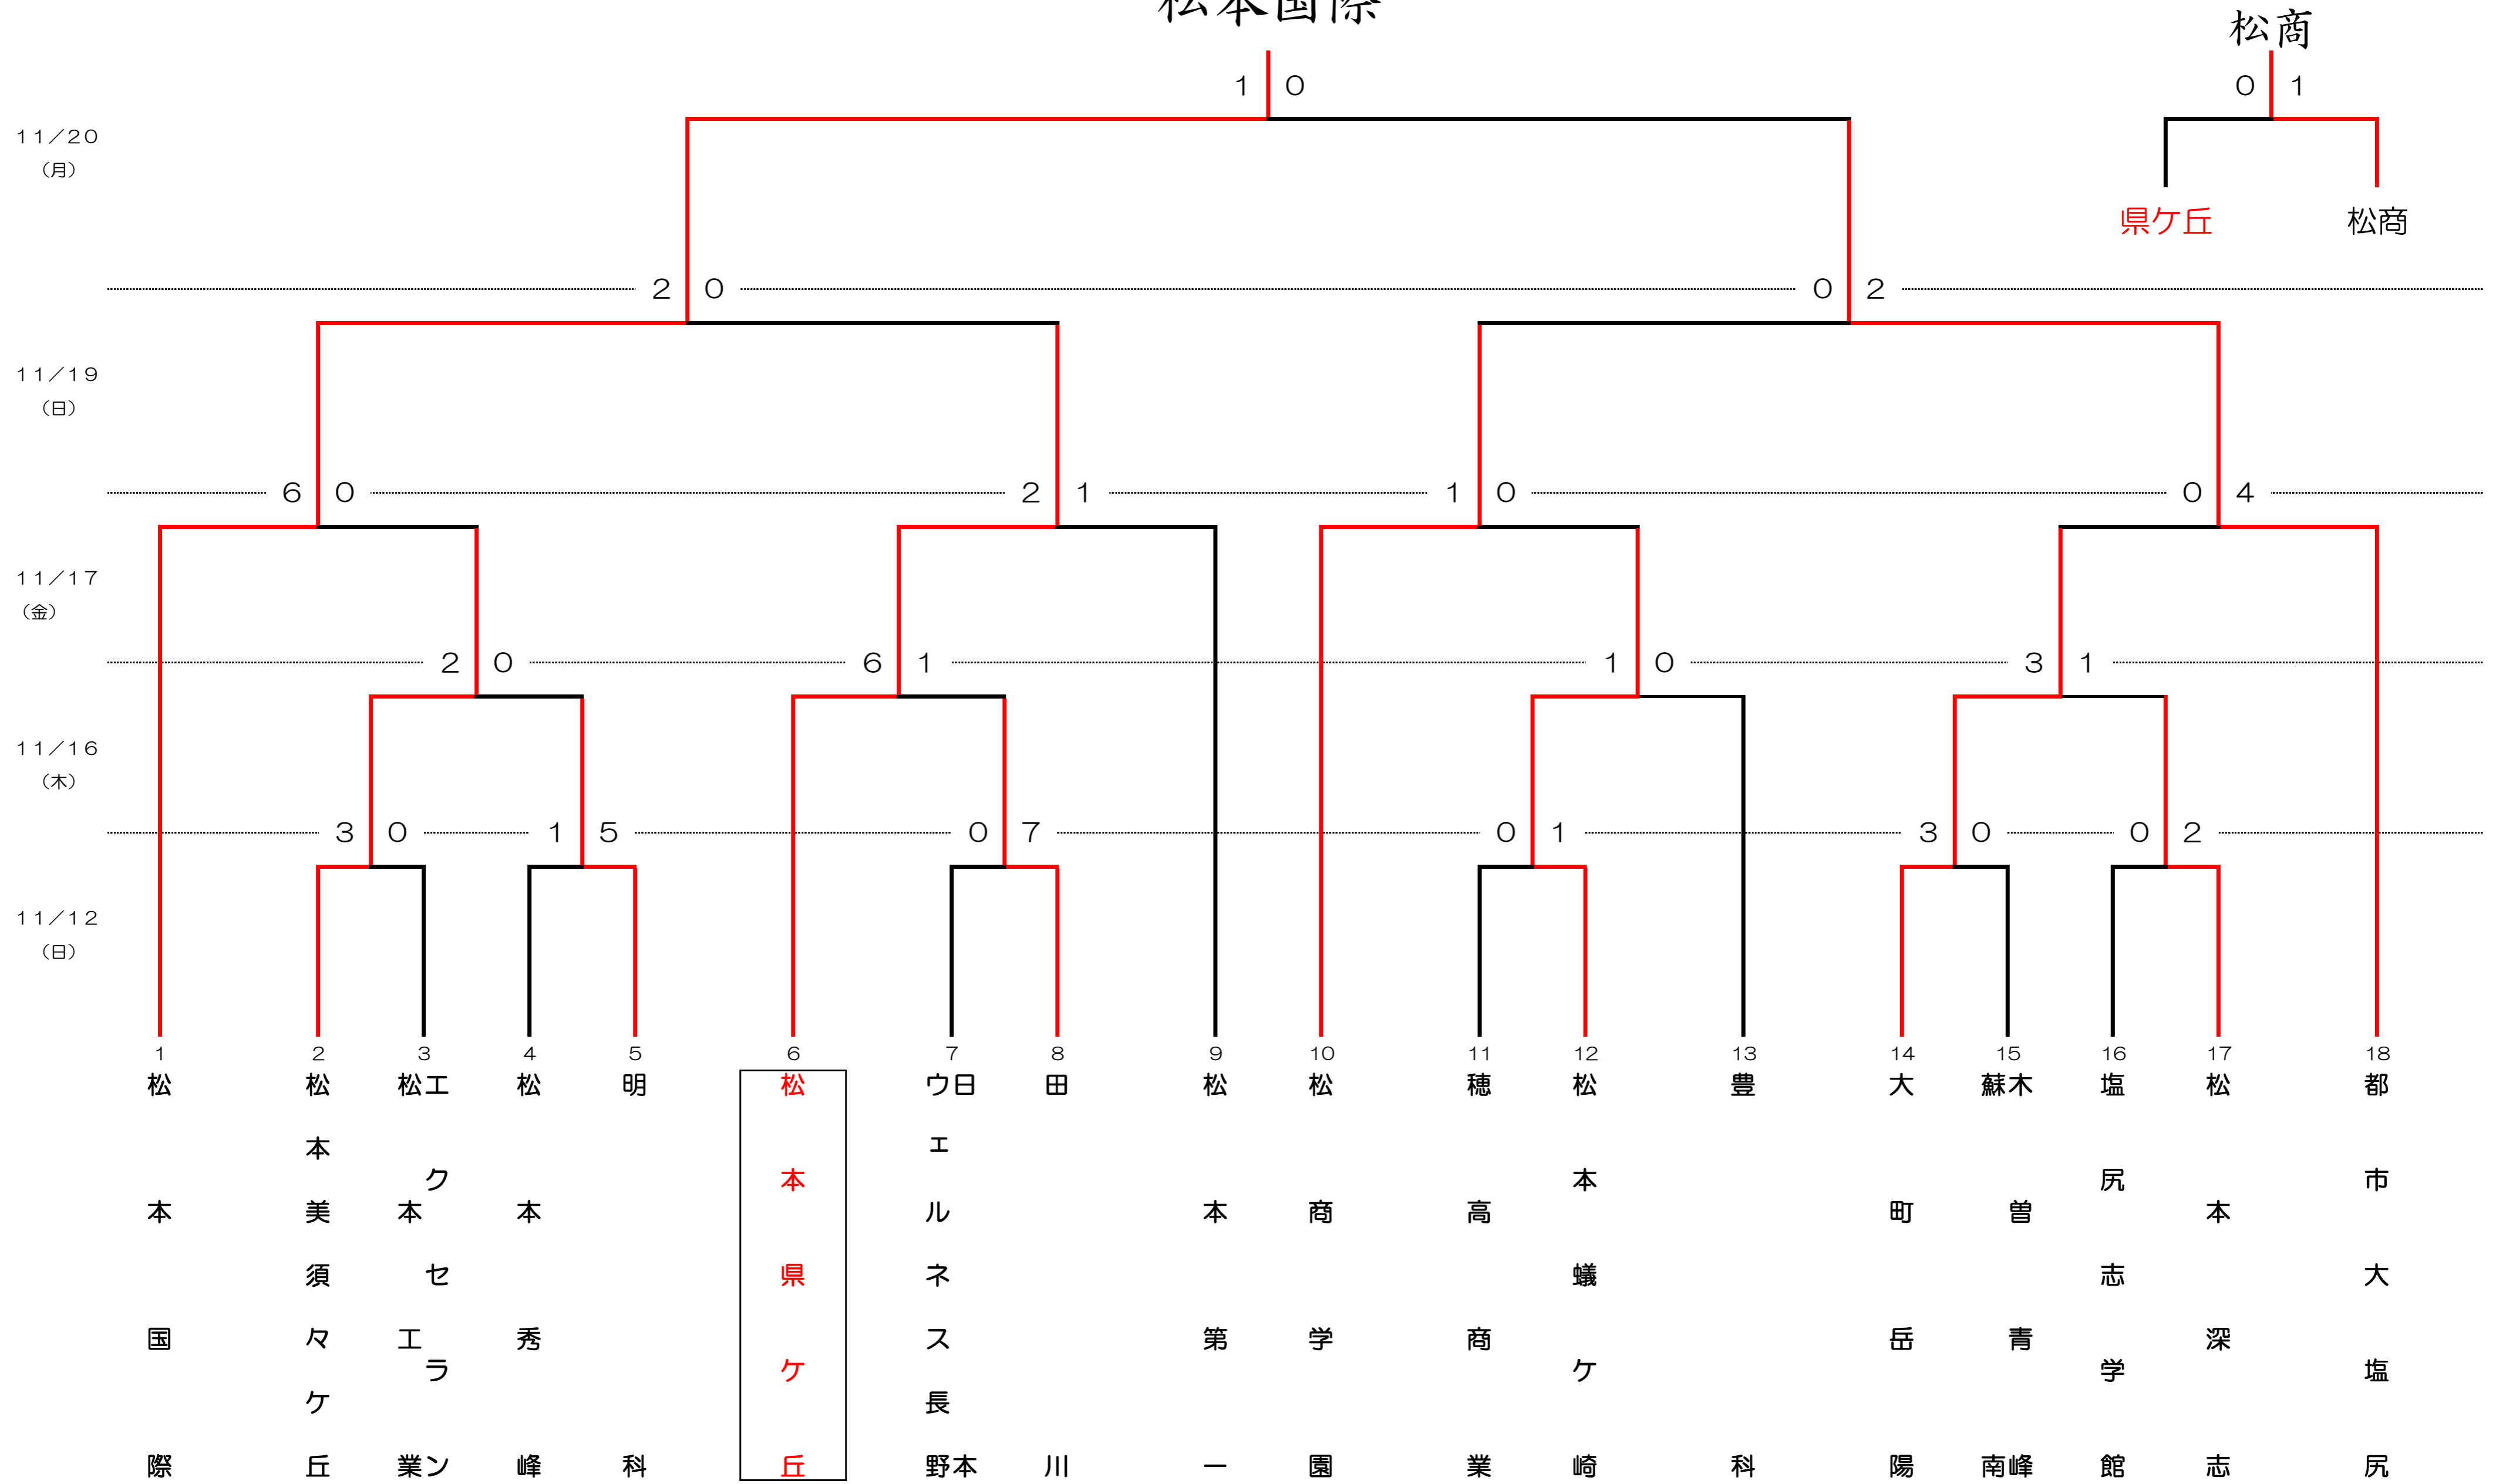 松本国際
松商
1 0
0 1
11/20
（月）
県ケ丘 松商
2 0 0 2
11/19
（日）
6 0 2 1 1 0 0 4
11/17
（金）
2 0 6 1 1 0 3 1
11/16
（木）
3 0 1 5 0 7 0 1 3 0 0 2
11/12
（日）
1 2 3 4 5 6 7 8 9 10 11 12 13 14 15 16 17 18
松本国際
松本美須々ケ丘
エクセラン
松本工業
松本秀峰
明科
松本県ケ丘
日本
ウェルネス長野
田川
松本第一
松商学園
穂高商業
松本蟻ケ崎
豊科
大町岳陽
木曽青峰
蘇南
塩尻志学館
松本深志
都市大塩尻